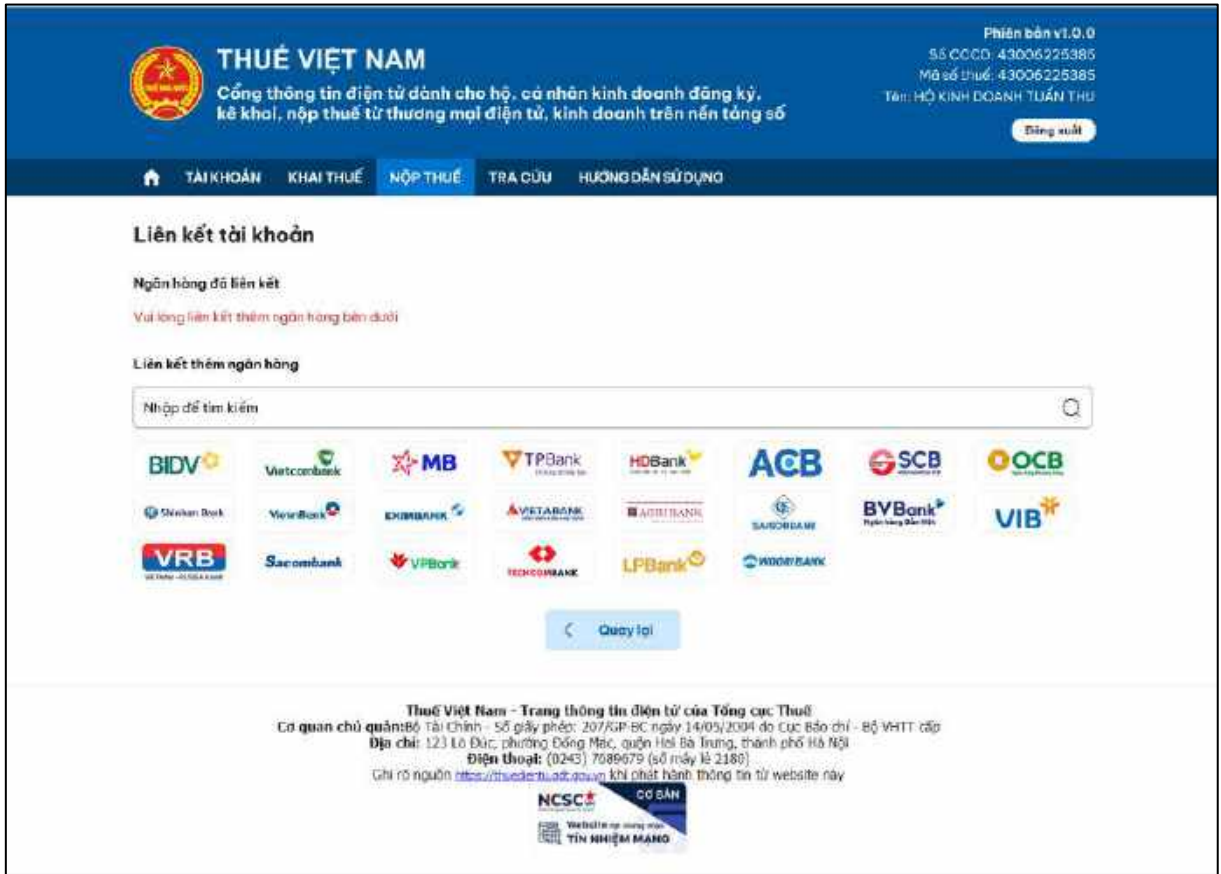 THUẾ VIỆT NAM
Cổng thông tin điện tử dành cho hộ, cá nhân kinh doanh đăng ký,
kê khai, nộp thuế từ thương mại điện tử, kinh doanh trên nền tảng số
Phiên bản v1.0.0
Số CCCD: 43006225385
Mã số thuế: 43006225385
Tên: HỘ KINH DOANH TUẤN THU
Đăng xuất
TÀI KHOẢN KHAI THUẾ NỘP THUẾ TRA CỨU HƯỚNG DẪN SỬ DỤNG
Liên kết tài khoản
Ngân hàng đã liên kết
Vui lòng liên kết thêm ngân hàng bên dưới
Liên kết thêm ngân hàng
Nhập để tìm kiếm
BIDV Vietcombank MB TPBank HDBank ACB SCB OCB
Shinhan Bank VietinBank EXIMBANK VIETABANK AGRIBANK SAIGONBANK BVBank VIB
VRB Sacombank VPBank TECHCOMBANK LPBank WOORI BANK
Quay lại
Thuế Việt Nam - Trang thông tin điện tử của Tổng cục Thuế
Cơ quan chủ quản:Bộ Tài Chính - Số giấy phép: 207/GP-BC ngày 14/05/2004 do Cục Báo chí - Bộ VHTT cấp
Địa chỉ: 123 Lò Đúc, phường Đống Mác, quận Hai Bà Trưng, thành phố Hà Nội
Điện thoại: (0243) 7689679 (số máy lẻ 2180)
Ghi rõ nguồn https://thuedientu.gdt.gov.vn khi phát hành thông tin từ website này
NCSC CƠ BẢN
Website
TÍN NHIỆM MẠNG